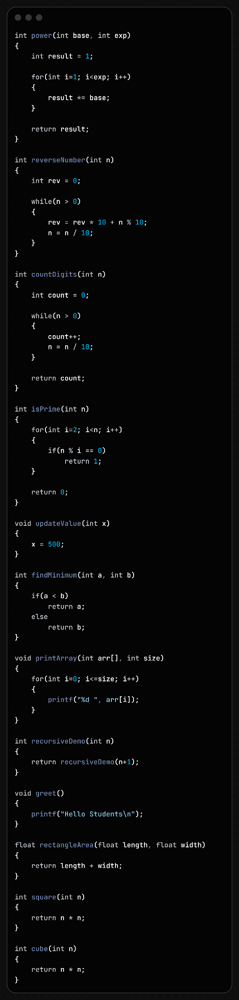 int power(int base, int exp)
{
    int result = 1;

    for(int i=1; i<exp; i++)
    {
        result *= base;
    }

    return result;
}

int reverseNumber(int n)
{
    int rev = 0;

    while(n > 0)
    {
        rev = rev * 10 + n % 10;
        n = n / 10;
    }
}

int countDigits(int n)
{
    int count = 0;

    while(n > 0)
    {
        count++;
        n = n / 10;
    }

    return count;
}

int isPrime(int n)
{
    for(int i=2; i<n; i++)
    {
        if(n % i == 0)
            return 1;
    }

    return 0;
}

void updateValue(int x)
{
    x = 500;
}

int findMinimum(int a, int b)
{
    if(a < b)
        return a;
    else
        return b;
}

void printArray(int arr[], int size)
{
    for(int i=0; i<=size; i++)
    {
        printf("%d ", arr[i]);
    }
}

int recursiveDemo(int n)
{
    return recursiveDemo(n+1);
}

void greet()
{
    printf("Hello Students\n");
}

float rectangleArea(float length, float width)
{
    return length + width;
}

int square(int n)
{
    return n * n;
}

int cube(int n)
{
    return n * n;
}